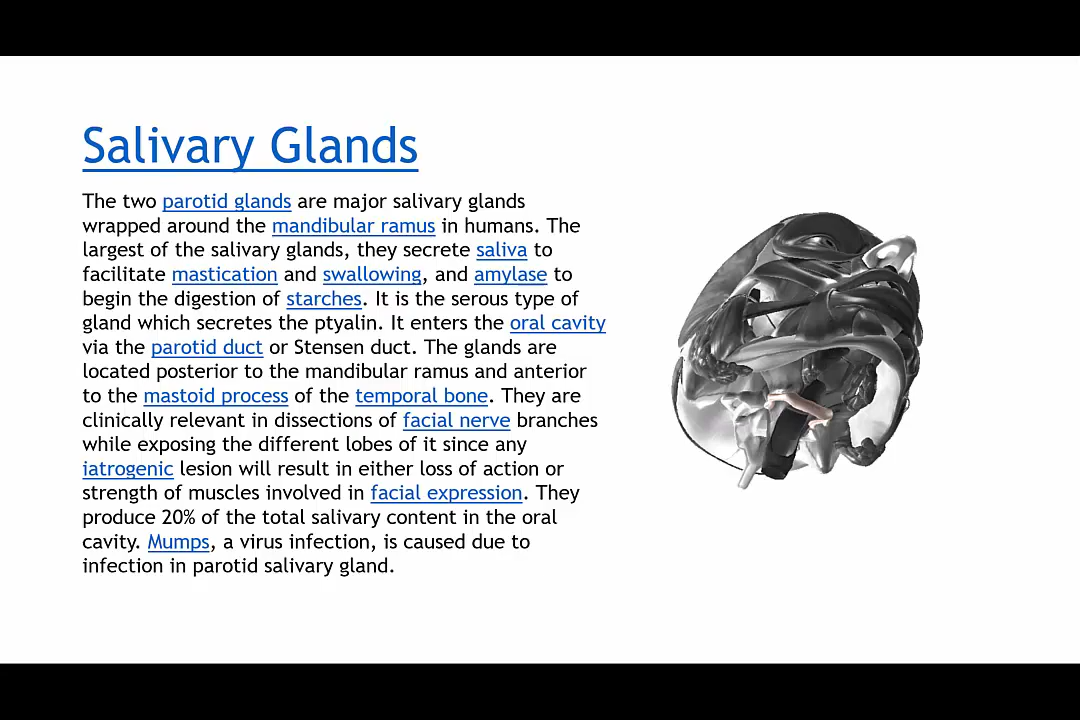 Salivary Glands
The two parotid glands are major salivary glands
wrapped around the mandibular ramus in humans. The
largest of the salivary glands, they secrete saliva to
facilitate mastication and swallowing, and amylase to
begin the digestion of starches. It is the serous type of
gland which secretes the ptyalin. It enters the oral cavity
via the parotid duct or Stensen duct. The glands are
located posterior to the mandibular ramus and anterior
to the mastoid process of the temporal bone. They are
clinically relevant in dissections of facial nerve branches
while exposing the different lobes of it since any
iatrogenic lesion will result in either loss of action or
strength of muscles involved in facial expression. They
produce 20% of the total salivary content in the oral
cavity. Mumps, a virus infection, is caused due to
infection in parotid salivary gland.